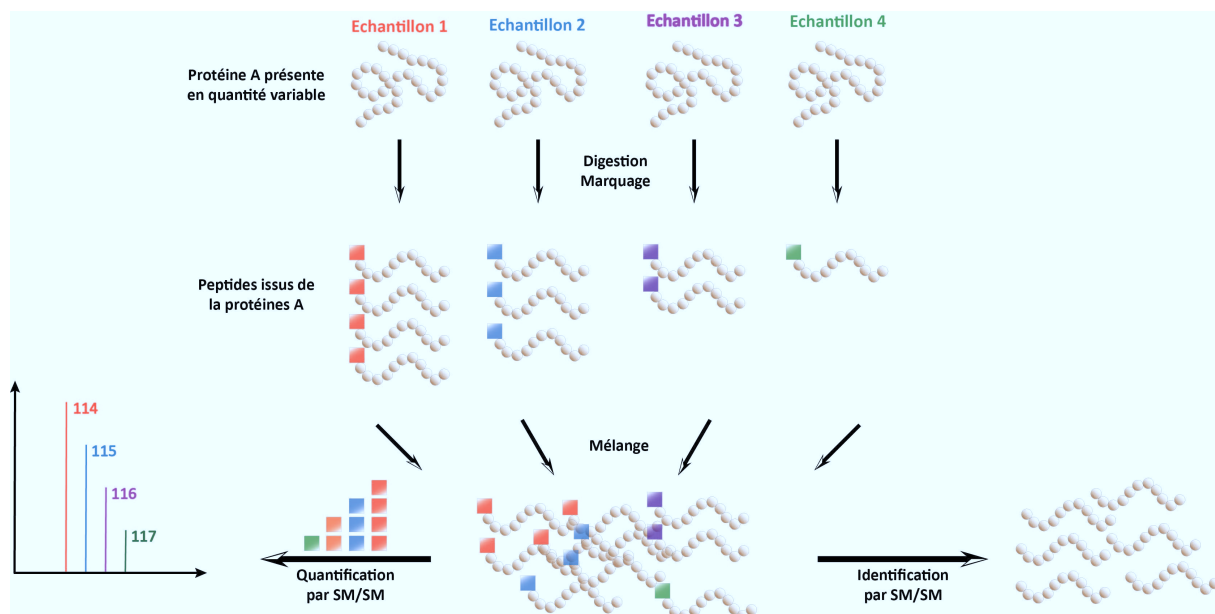 Echantillon 1
Echantillon 2
Echantillon 3
Echantillon 4
Protéine A présente
en quantité variable
Digestion
Marquage
Peptides issus de
la protéines A
Mélange
114
115
116
117
Quantification
par SM/SM
Identification
par SM/SM